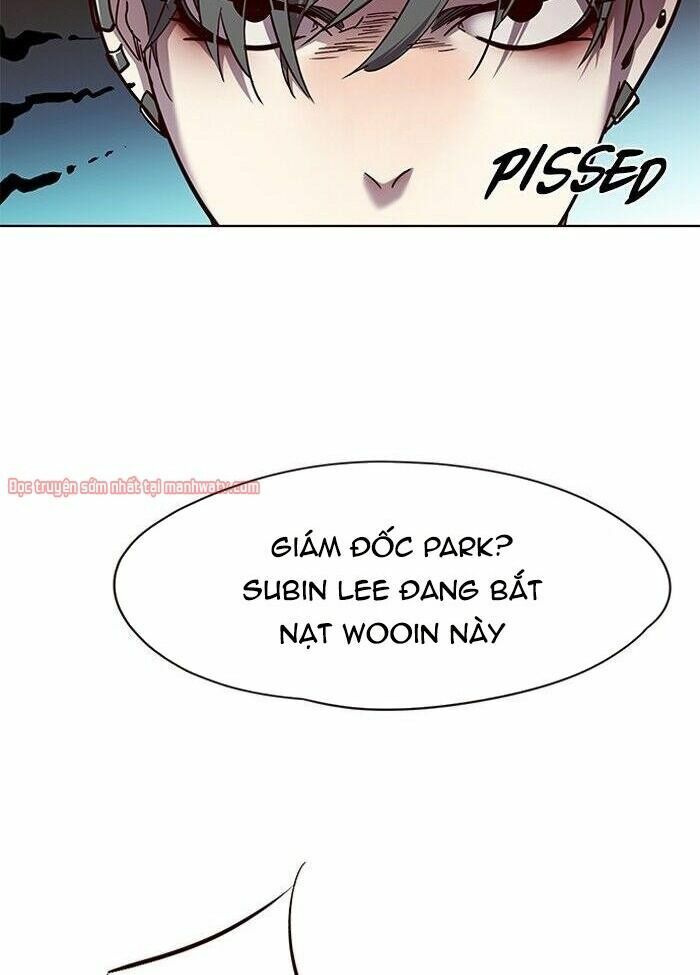 PISSED
Đọc truyện sớm nhất tại manhwatv.com
GIÁM ĐỐC PARK?
SUBIN LEE ĐANG BẮT
NẠT WOOIN NÀY